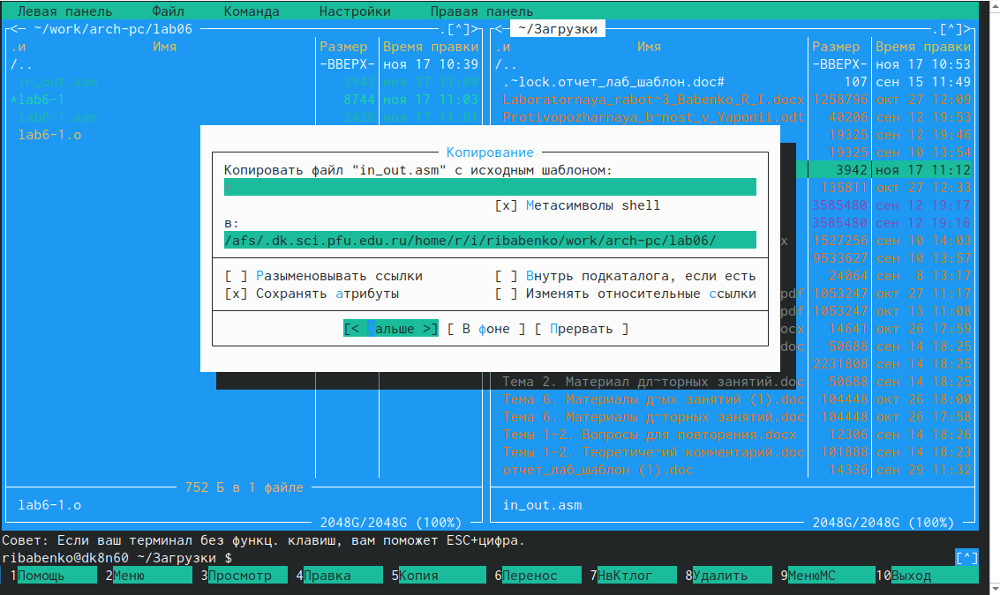 Левая панель Файл Команда Настройки Правая панель
<─ ~/work/arch-pc/lab06 .[^]> <─ ~/Загрузки .[^]>
.и Имя Размер Время правки .и Имя Размер Время правки
/.. -ВВЕРХ- ноя 17 10:39 /.. -ВВЕРХ- ноя 17 10:53
in_out.asm 3942 ноя 17 11:09 .~lock.отчет_лаб_шаблон.doc# 107 сен 15 11:49
*lab6-1 8744 ноя 17 11:03 Laboratornaya_rabot~3_Babenko_R_I.docx 1258796 окт 27 12:09
lab6-1.asm 2426 ноя 17 11:01 Protivopozharnaya_b~nost_v_Yaponii.odt 40206 сен 12 19:53
lab6-1.o 19325 сен 12 19:46
Копирование 19325 сен 10 13:54
Копировать файл "in_out.asm" с исходным шаблоном: 3942 ноя 17 11:12
135811 окт 27 12:33
[x] Метасимволы shell 3585480 сен 12 19:17
в: 3585480 сен 12 19:16
/afs/.dk.sci.pfu.edu.ru/home/r/i/ribabenko/work/arch-pc/lab06/ x 1527256 сен 10 14:03
9533627 сен 10 13:57
[ ] Разыменовывать ссылки [ ] Внутрь подкаталога, если есть 24064 сен 8 13:17
[x] Сохранять атрибуты [ ] Изменять относительные ссылки pdf 1053247 окт 27 11:17
pdf 1053247 окт 13 11:08
[< Дальше >] [ В фоне ] [ Прервать ] ocx 14641 окт 26 17:59
doc 50688 сен 14 18:25
2231808 сен 14 18:25
Тема 2. Материал дл~торных занятий.doc 50688 сен 14 18:25
Тема 6. Материалы д~ых занятий (1).doc 104448 окт 26 18:00
Тема 6. Материалы д~торных занятий.doc 104448 окт 26 17:58
Темы 1-2. Вопросы для повторения.docx 12306 сен 14 18:26
Темы 1-2. Теоретиче~ий комментарий.doc 101888 сен 14 18:23
отчет_лаб_шаблон (1).doc 14336 сен 29 11:32
752 Б в 1 файле
lab6-1.o in_out.asm
2048G/2048G (100%) 2048G/2048G (100%)
Совет: Если ваш терминал без функц. клавиш, вам поможет ESC+цифра.
ribabenko@dk8n60 ~/Загрузки $ [^]
1Помощь 2Меню 3Просмотр 4Правка 5Копия 6Перенос 7НвКтлог 8Удалить 9МенюМС 10Выход